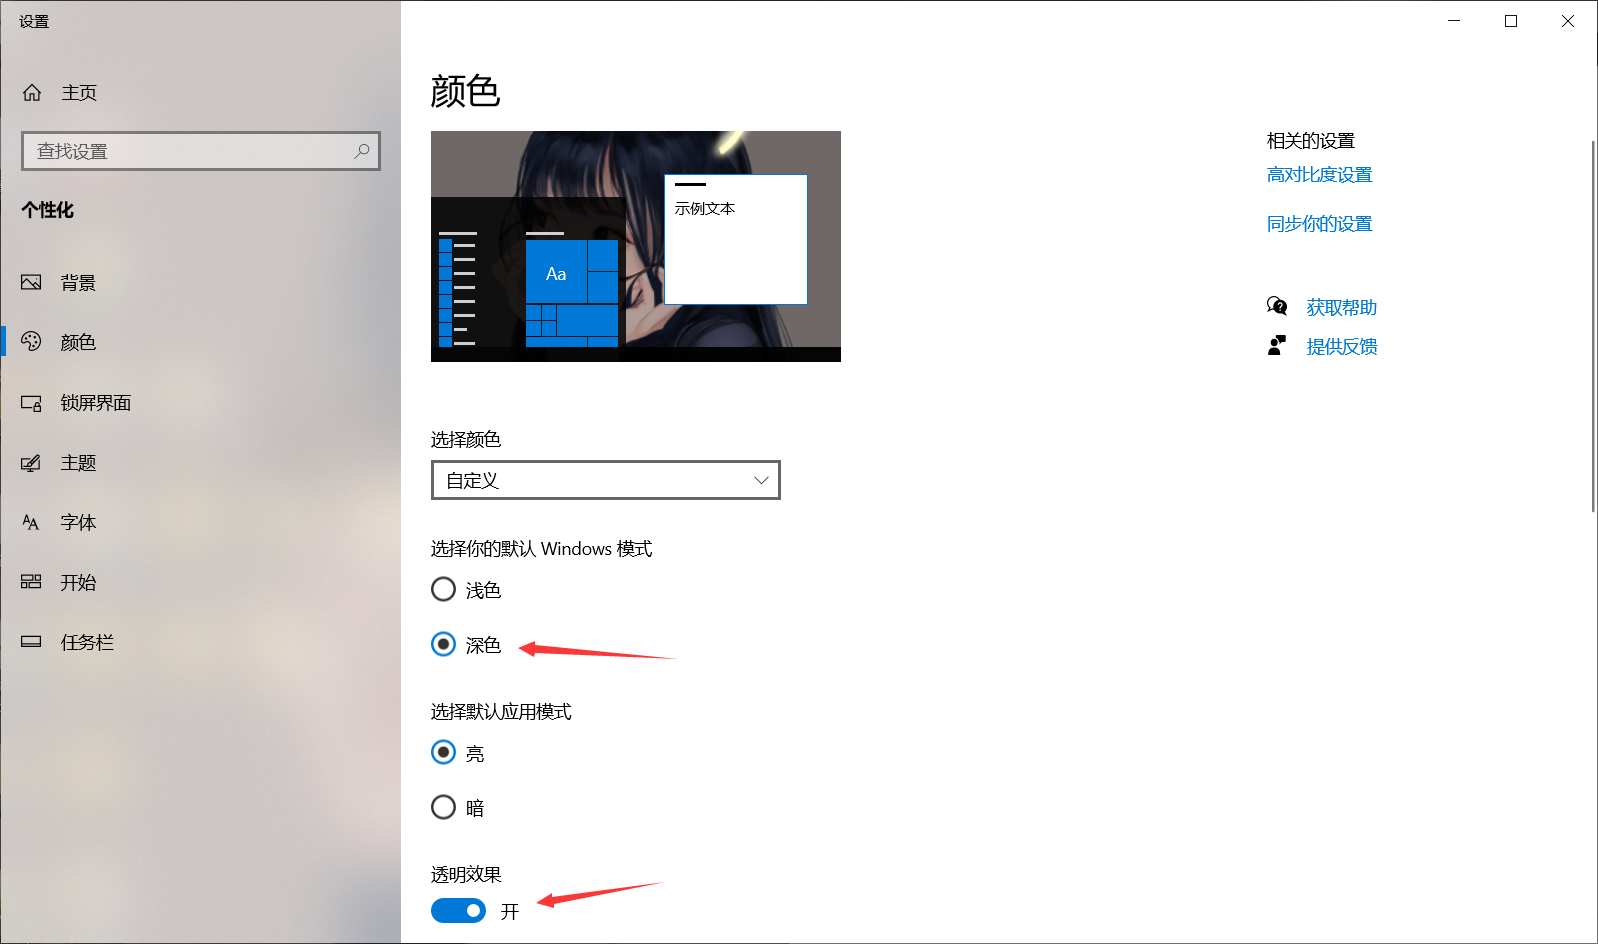 设置
主页
查找设置
个性化
背景
颜色
锁屏界面
主题
字体
开始
任务栏
颜色
示例文本
Aa
选择颜色
自定义
选择你的默认 Windows 模式
浅色
深色
选择默认应用模式
亮
暗
透明效果
开
相关的设置
高对比度设置
同步你的设置
获取帮助
提供反馈